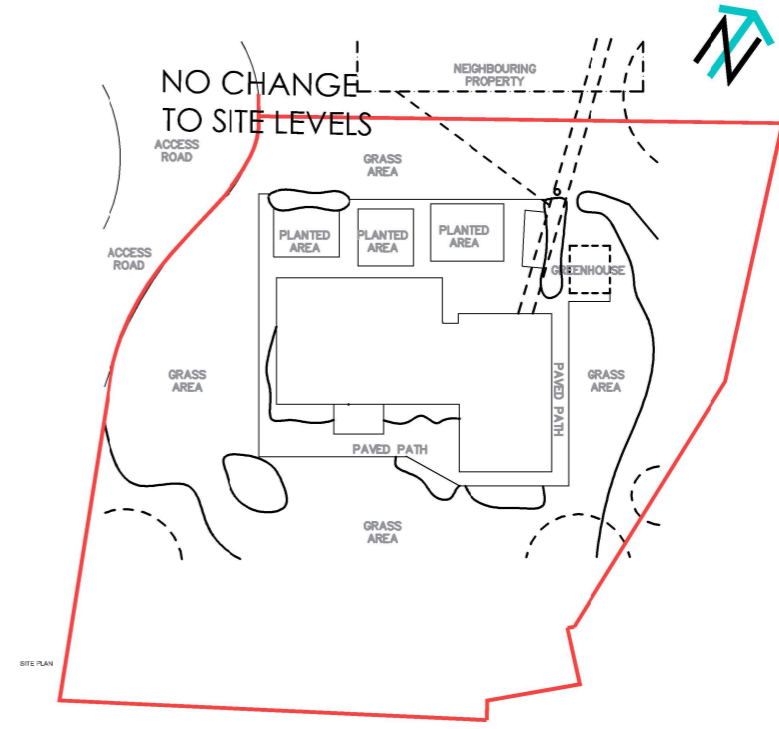 N
NEIGHBOURING
PROPERTY
NO CHANGE
TO SITE LEVELS
ACCESS
ROAD
GRASS
AREA
PLANTED
AREA
PLANTED
AREA
PLANTED
AREA
ACCESS
ROAD
GREENHOUSE
GRASS
AREA
PAVED PATH
GRASS
AREA
PAVED PATH
GRASS
AREA
SITE PLAN